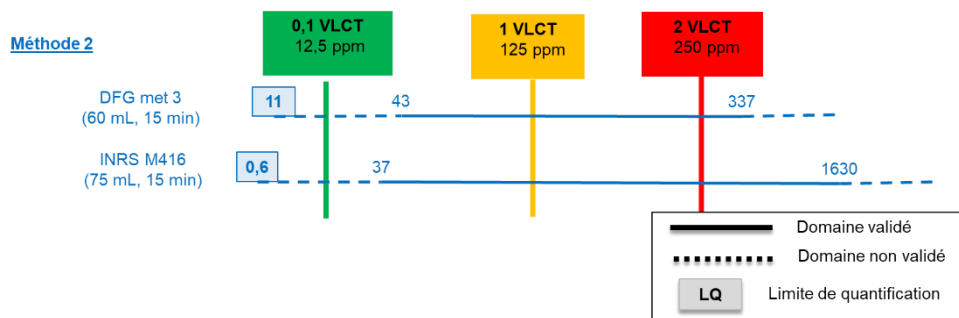 Méthode 2
0,1 VLCT
12,5 ppm
1 VLCT
125 ppm
2 VLCT
250 ppm
DFG met 3
(60 mL, 15 min)
11
43
337
INRS M416
(75 mL, 15 min)
0,6
37
1630
Domaine validé
Domaine non validé
LQ
Limite de quantification